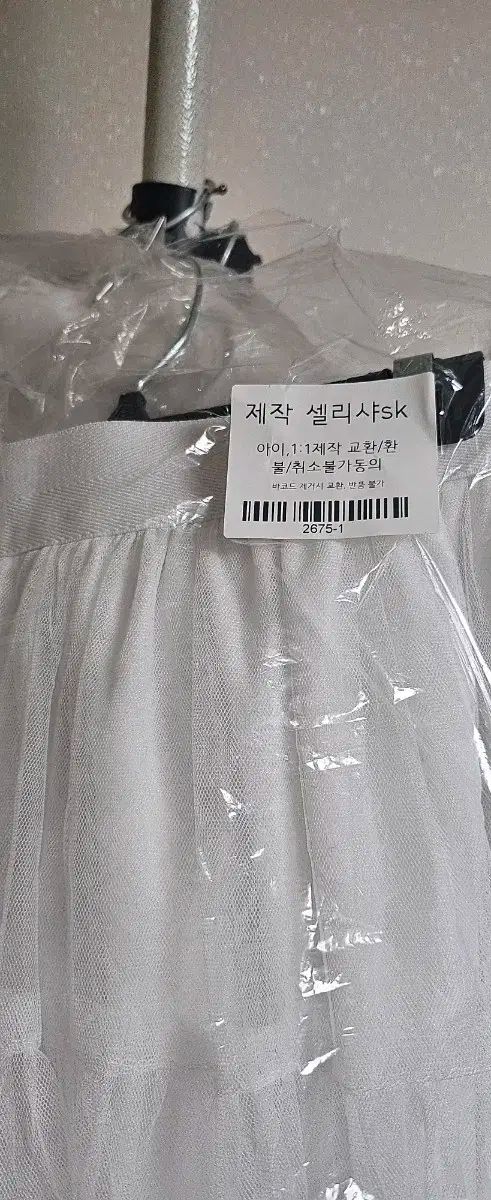 제작 셀리샤sk
아이,1:1제작 교환/환
불/취소불가동의
바코드 제거시 교환, 반품 불가
2675-1